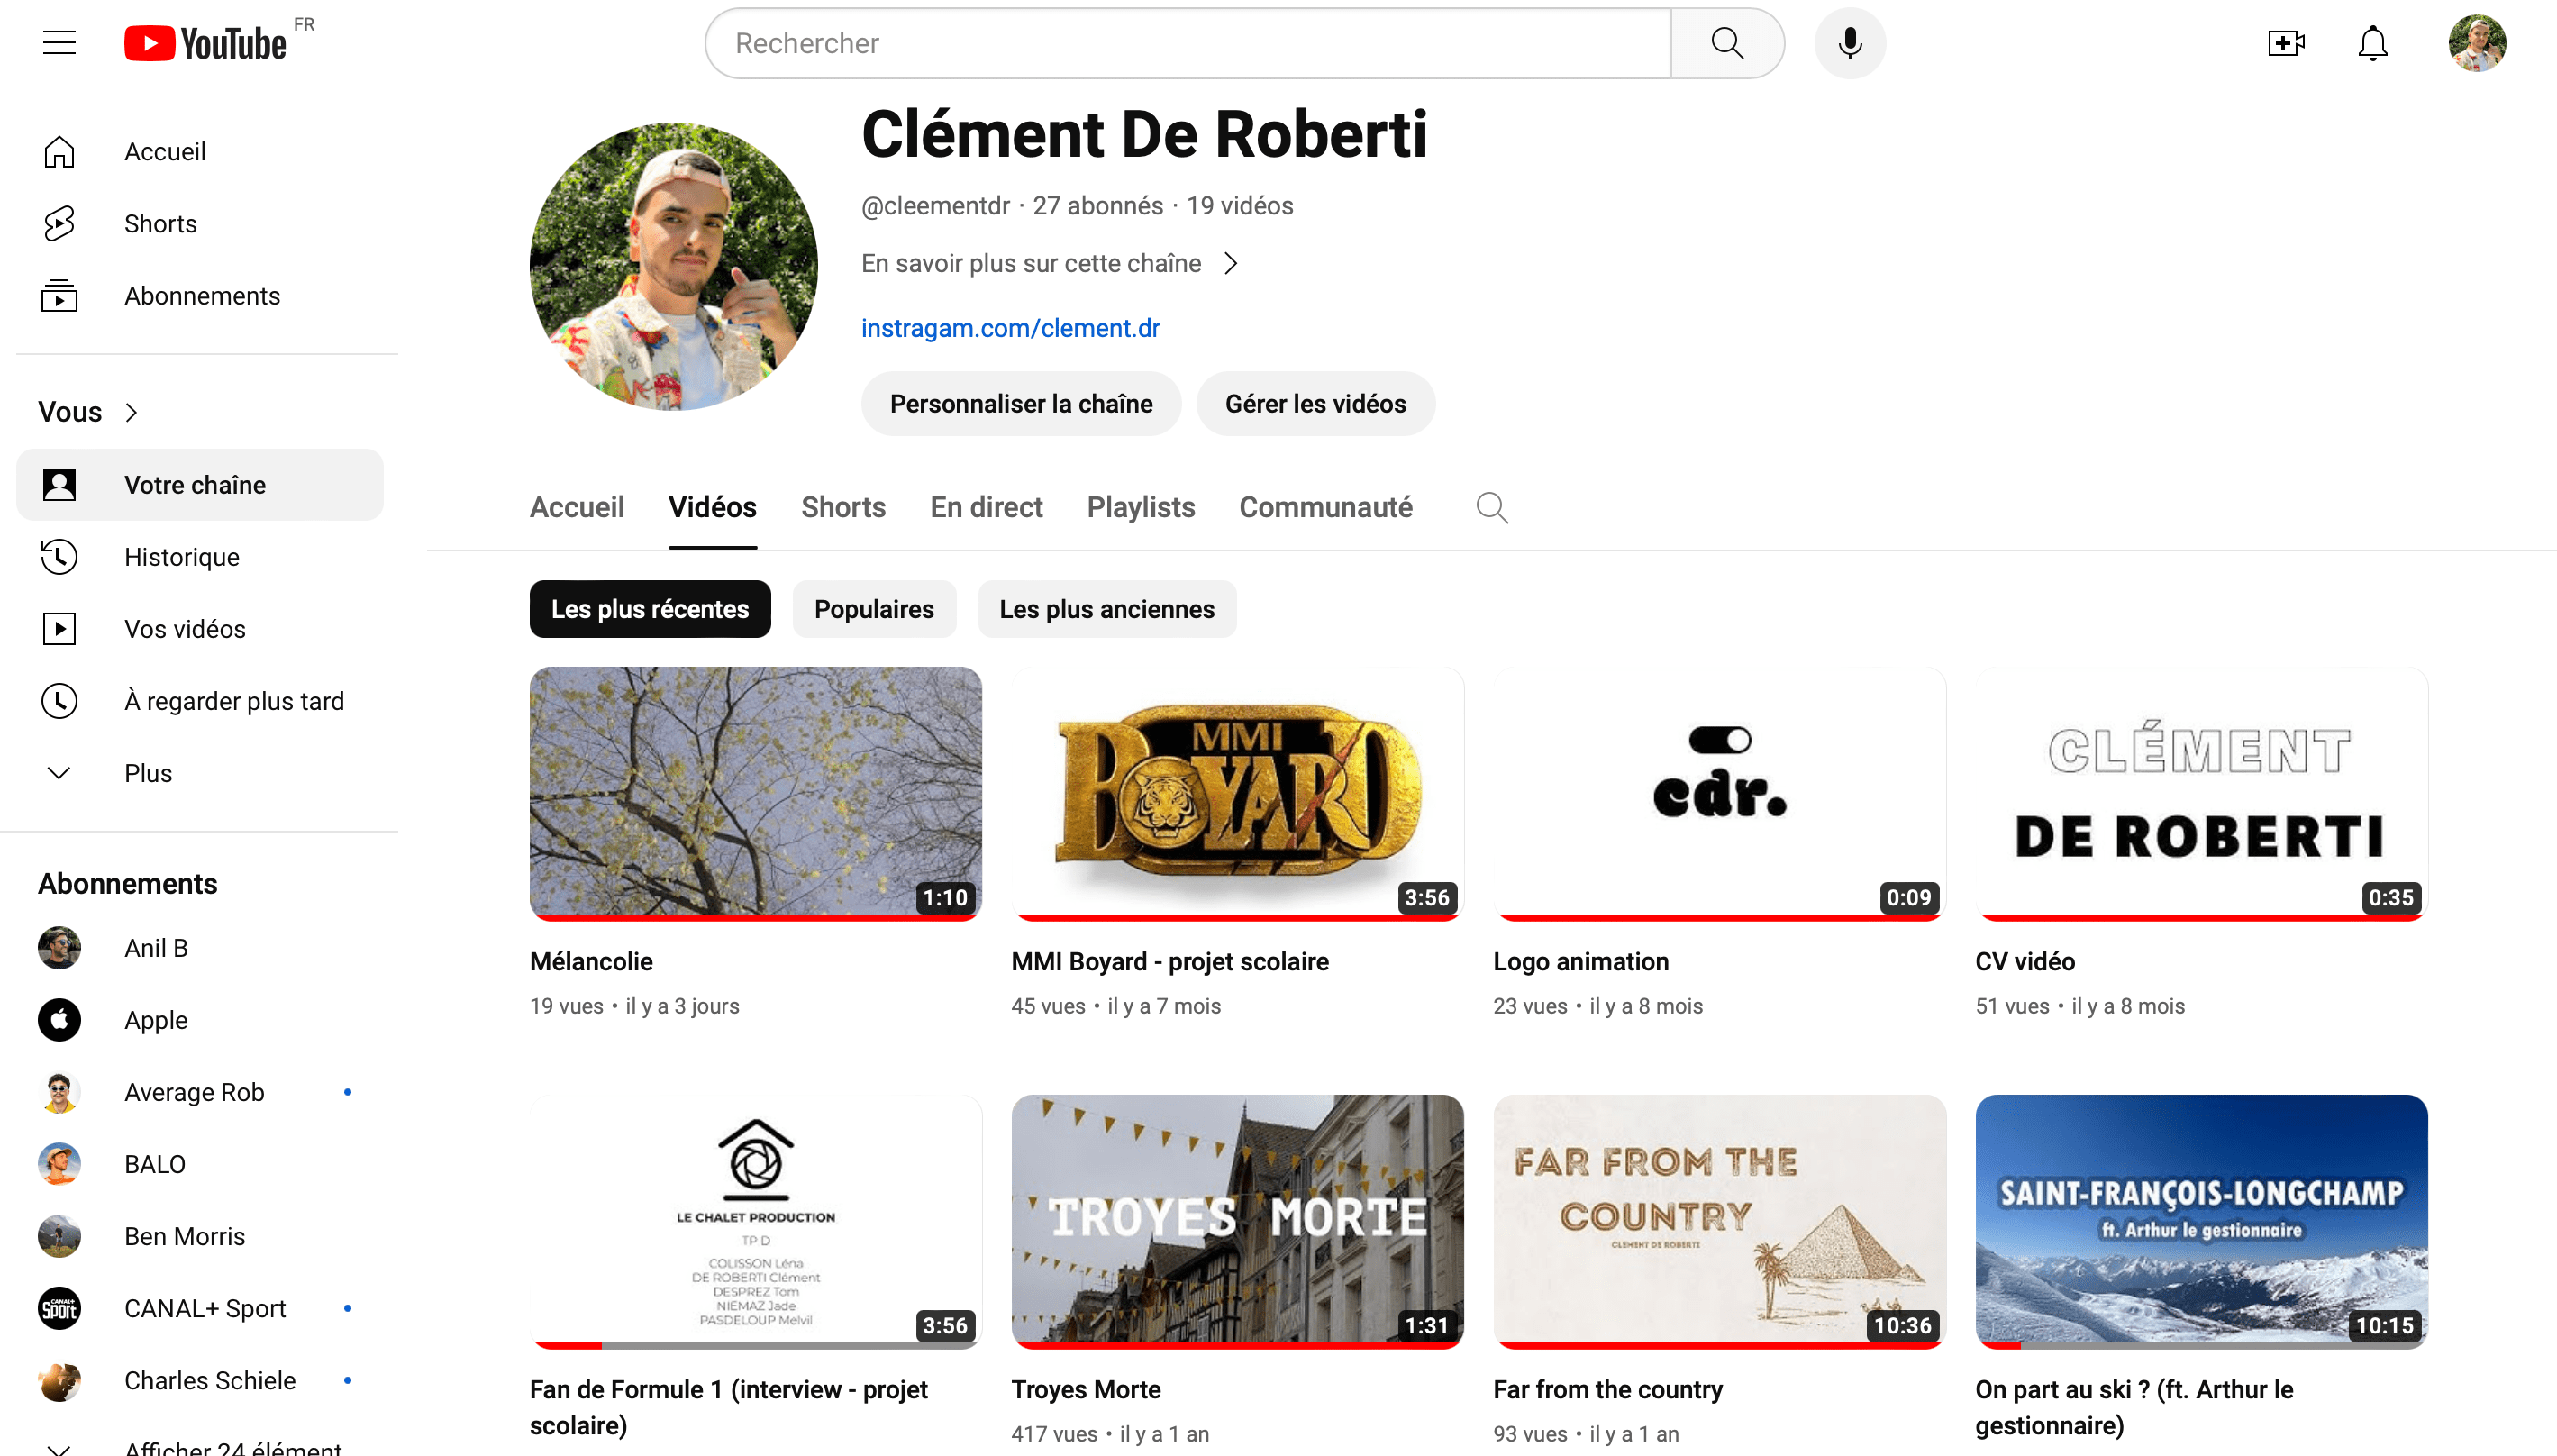 YouTube FR
Rechercher
Accueil
Shorts
Abonnements
Vous
Votre chaîne
Historique
Vos vidéos
À regarder plus tard
Plus
Abonnements
Anil B
Apple
Average Rob
BALO
Ben Morris
CANAL+ Sport
CANAL+
Sport
Charles Schiele
Afficher 24 élément
Clément De Roberti
@cleementdr · 27 abonnés · 19 vidéos
En savoir plus sur cette chaîne
instragam.com/clement.dr
Personnaliser la chaîne
Gérer les vidéos
Accueil
Vidéos
Shorts
En direct
Playlists
Communauté
Les plus récentes
Populaires
Les plus anciennes
1:10
Mélancolie
19 vues • il y a 3 jours
MMI
BOYARD
3:56
MMI Boyard - projet scolaire
45 vues • il y a 7 mois
cdr.
0:09
Logo animation
23 vues • il y a 8 mois
CLÉMENT
DE ROBERTI
0:35
CV vidéo
51 vues • il y a 8 mois
LE CHALET PRODUCTION
TP D
COLISSON Léna
DE ROBERTI Clément
DESPREZ Tom
NIEMAZ Jade
PASDELOUP Melvil
3:56
Fan de Formule 1 (interview - projet
scolaire)
TROYES MORTE
1:31
Troyes Morte
417 vues • il y a 1 an
FAR FROM THE
COUNTRY
CLEMENT DE ROBERTI
10:36
Far from the country
93 vues • il y a 1 an
SAINT-FRANÇOIS-LONGCHAMP
ft. Arthur le gestionnaire
10:15
On part au ski ? (ft. Arthur le
gestionnaire)